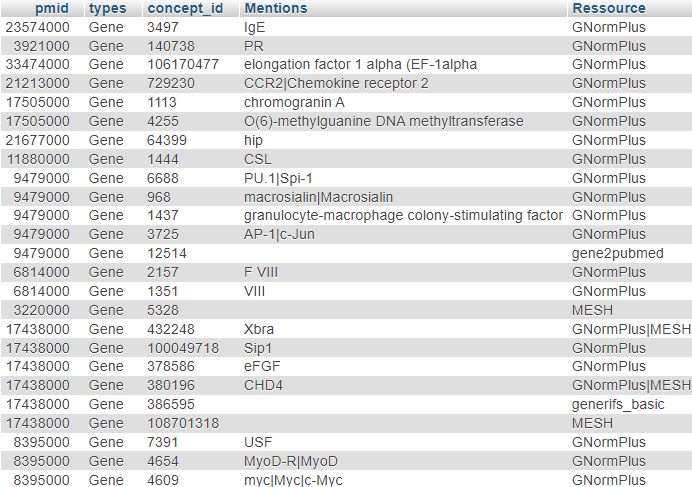 pmid types concept_id Mentions Ressource
23574000 Gene 3497 IgE GNormPlus
3921000 Gene 140738 PR GNormPlus
33474000 Gene 106170477 elongation factor 1 alpha (EF-1alpha GNormPlus
21213000 Gene 729230 CCR2|Chemokine receptor 2 GNormPlus
17505000 Gene 1113 chromogranin A GNormPlus
17505000 Gene 4255 O(6)-methylguanine DNA methyltransferase GNormPlus
21677000 Gene 64399 hip GNormPlus
11880000 Gene 1444 CSL GNormPlus
9479000 Gene 6688 PU.1|Spi-1 GNormPlus
9479000 Gene 968 macrosialin|Macrosialin GNormPlus
9479000 Gene 1437 granulocyte-macrophage colony-stimulating factor GNormPlus
9479000 Gene 3725 AP-1|c-Jun GNormPlus
9479000 Gene 12514 gene2pubmed
6814000 Gene 2157 F VIII GNormPlus
6814000 Gene 1351 VIII GNormPlus
3220000 Gene 5328 MESH
17438000 Gene 432248 Xbra GNormPlus|MESH
17438000 Gene 100049718 Sip1 GNormPlus
17438000 Gene 378586 eFGF GNormPlus
17438000 Gene 380196 CHD4 GNormPlus|MESH
17438000 Gene 386595 generifs_basic
17438000 Gene 108701318 MESH
8395000 Gene 7391 USF GNormPlus
8395000 Gene 4654 MyoD-R|MyoD GNormPlus
8395000 Gene 4609 myc|Myc|c-Myc GNormPlus